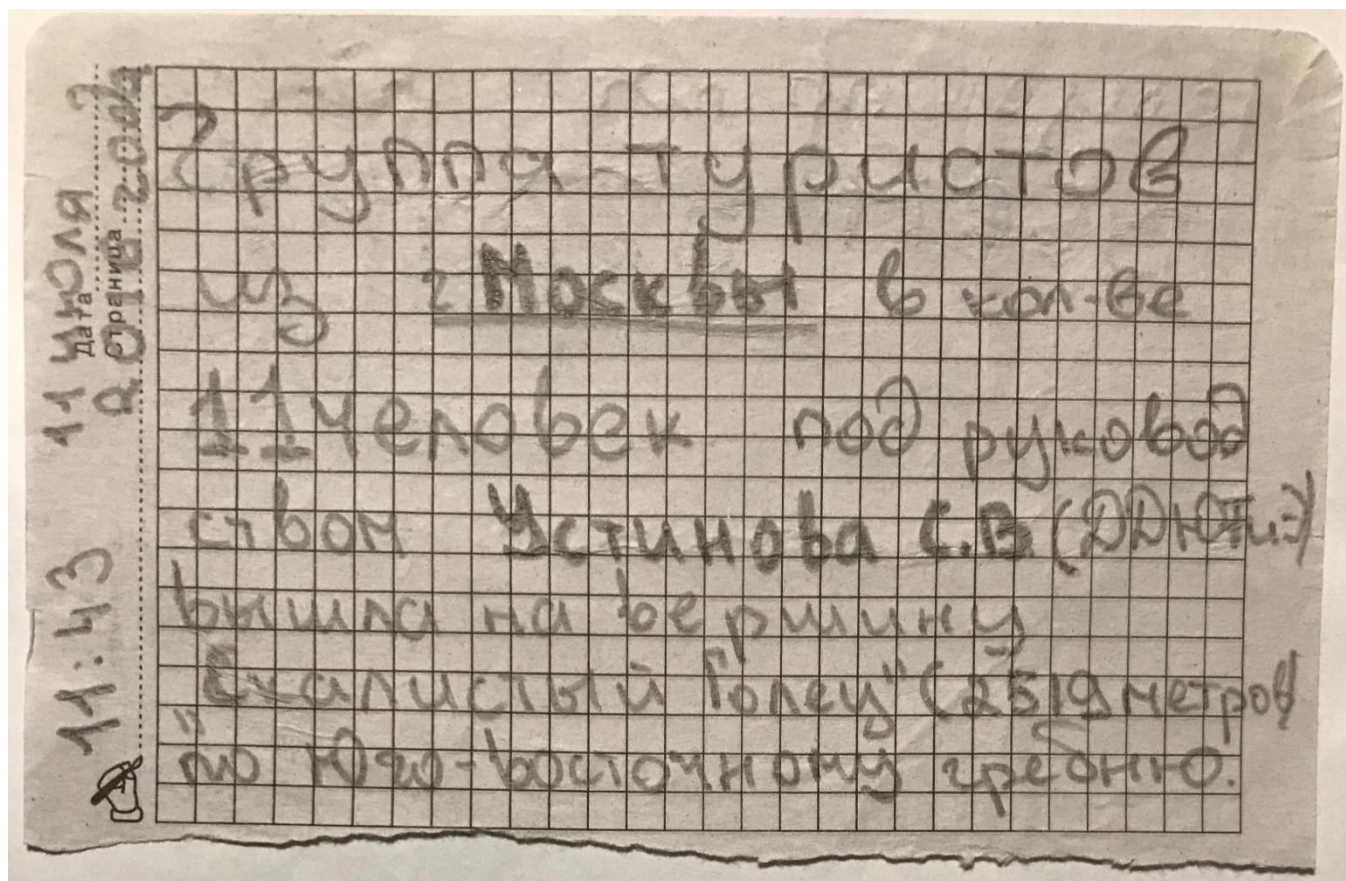 Группа туристов
из г Москвы в кол-ве
11 человек под руковод
ством Устинова С.В. (ДДЮТиЭ)
вышла на вершину
"Скалистый Голец" (2519 метров)
по Юго-восточному гребню.
11:43 11 июля
Дата
Страница